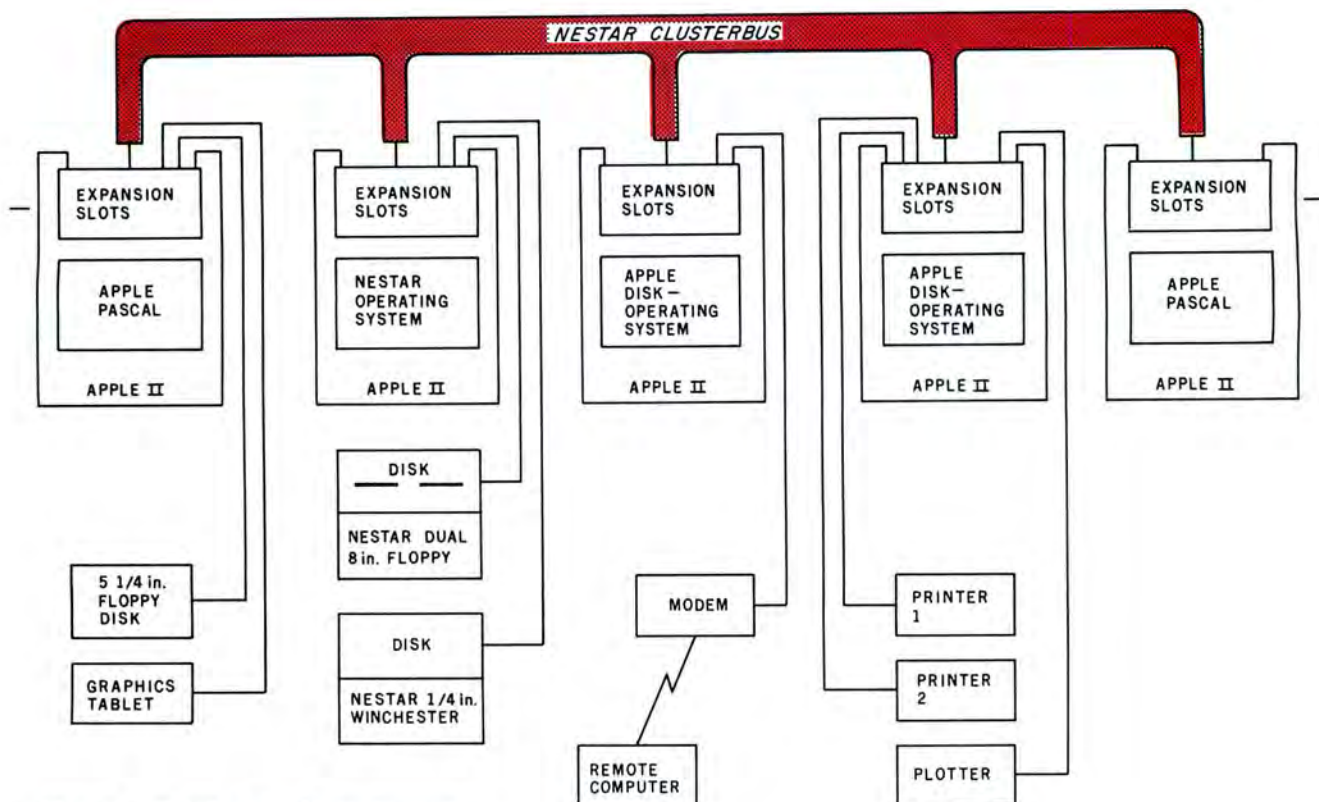 NESTAR CLUSTERBUS
EXPANSION
SLOTS
APPLE
PASCAL
APPLE II
5 1/4 in.
FLOPPY
DISK
GRAPHICS
TABLET
EXPANSION
SLOTS
NESTAR
OPERATING
SYSTEM
APPLE II
DISK
NESTAR DUAL
8 in. FLOPPY
DISK
NESTAR 1/4 in.
WINCHESTER
EXPANSION
SLOTS
APPLE
DISK-
OPERATING
SYSTEM
APPLE II
MODEM
REMOTE
COMPUTER
EXPANSION
SLOTS
APPLE
DISK-
OPERATING
SYSTEM
APPLE II
PRINTER
1
PRINTER
2
PLOTTER
EXPANSION
SLOTS
APPLE
PASCAL
APPLE II